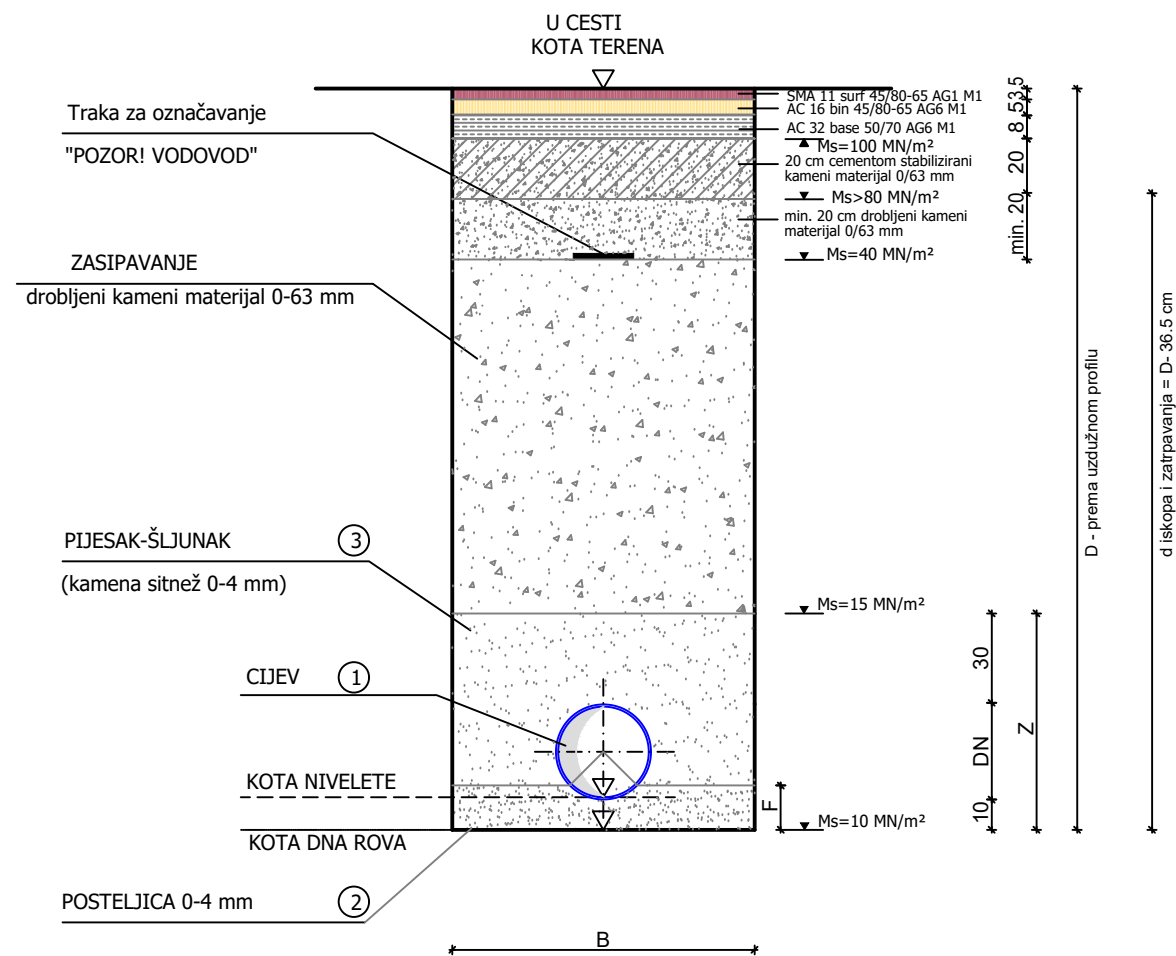 U CESTI
KOTA TERENA
Traka za označavanje
"POZOR! VODOVOD"
ZASIPAVANJE
drobljeni kameni materijal 0-63 mm
PIJESAK-ŠLJUNAK 3
(kamena sitnež 0-4 mm)
CIJEV 1
KOTA NIVELETE
KOTA DNA ROVA
POSTELJICA 0-4 mm 2
SMA 11 surf 45/80-65 AG1 M1
AC 16 bin 45/80-65 AG6 M1
AC 32 base 50/70 AG6 M1
Ms=100 MN/m²
20 cm cementom stabilizirani
kameni materijal 0/63 mm
Ms>80 MN/m²
min. 20 cm drobljeni kameni
materijal 0/63 mm
Ms=40 MN/m²
Ms=15 MN/m²
Ms=10 MN/m²
3.5
5
8
20
min. 20
30
DN
10
F
Z
D - prema uzdužnom profilu
d iskopa i zatrpavanja = D- 36.5 cm
B